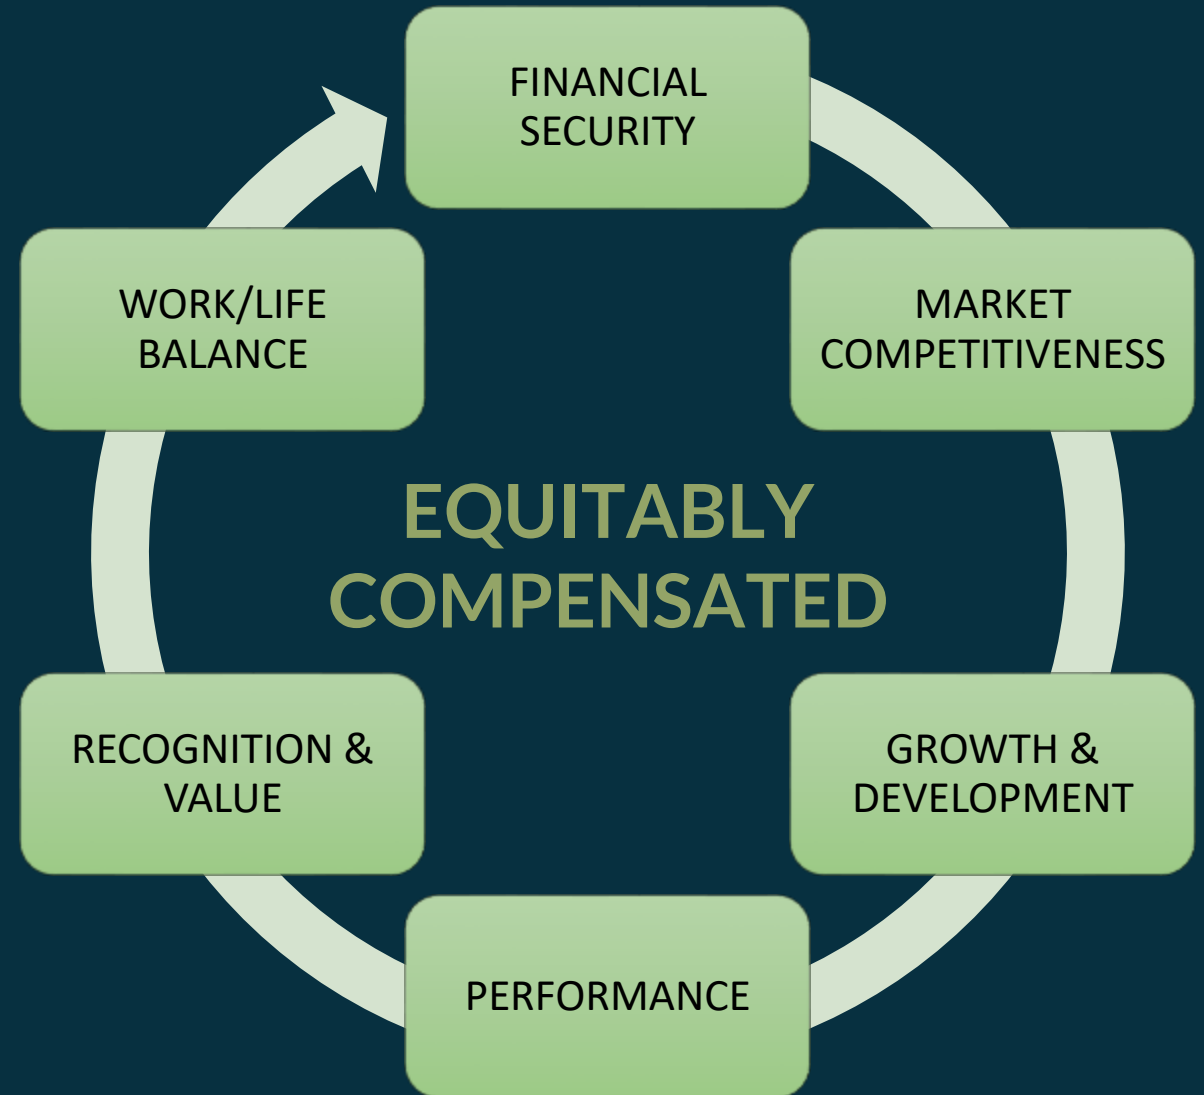 FINANCIAL
SECURITY
MARKET
COMPETITIVENESS
GROWTH &
DEVELOPMENT
PERFORMANCE
RECOGNITION &
VALUE
WORK/LIFE
BALANCE
EQUITABLY
COMPENSATED